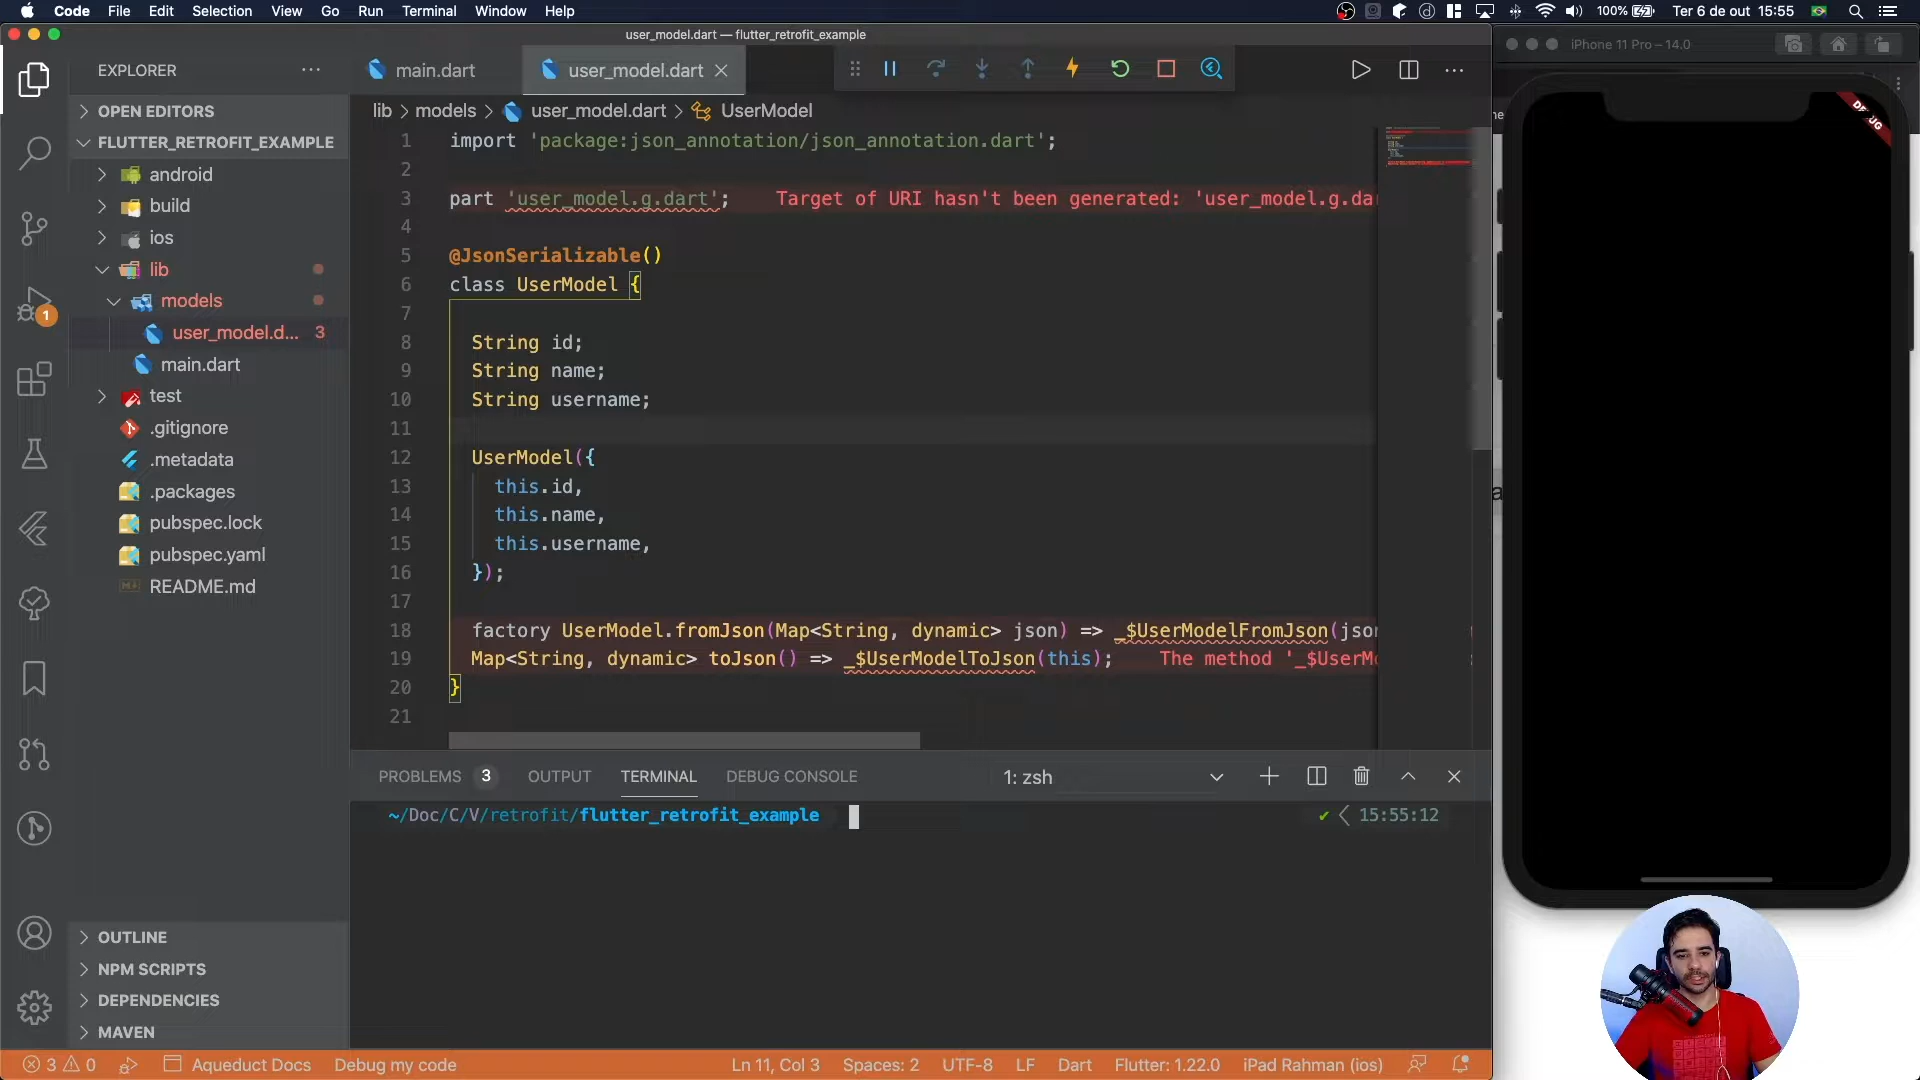 Code File Edit Selection View Go Run Terminal Window Help 100% Ter 6 de out 15:55
user_model.dart — flutter_retrofit_example
iPhone 11 Pro – 14.0
EXPLORER
main.dart
user_model.dart
OPEN EDITORS
FLUTTER_RETROFIT_EXAMPLE
android
build
ios
lib
models
user_model.d... 3
main.dart
test
.gitignore
.metadata
.packages
pubspec.lock
pubspec.yaml
README.md
OUTLINE
NPM SCRIPTS
DEPENDENCIES
MAVEN
1
lib > models > user_model.dart > UserModel
1 import 'package:json_annotation/json_annotation.dart';
2
3 part 'user_model.g.dart'; Target of URI hasn't been generated: 'user_model.g.da
4
5 @JsonSerializable()
6 class UserModel {
7
8 String id;
9 String name;
10 String username;
11
12 UserModel({
13 this.id,
14 this.name,
15 this.username,
16 });
17
18 factory UserModel.fromJson(Map<String, dynamic> json) => _$UserModelFromJson(json
19 Map<String, dynamic> toJson() => _$UserModelToJson(this); The method '_$UserM
20 }
21
PROBLEMS 3 OUTPUT TERMINAL DEBUG CONSOLE 1: zsh
~/Doc/C/V/retrofit/flutter_retrofit_example 15:55:12
3 0 Aqueduct Docs Debug my code Ln 11, Col 3 Spaces: 2 UTF-8 LF Dart Flutter: 1.22.0 iPad Rahman (ios)
DEBUG